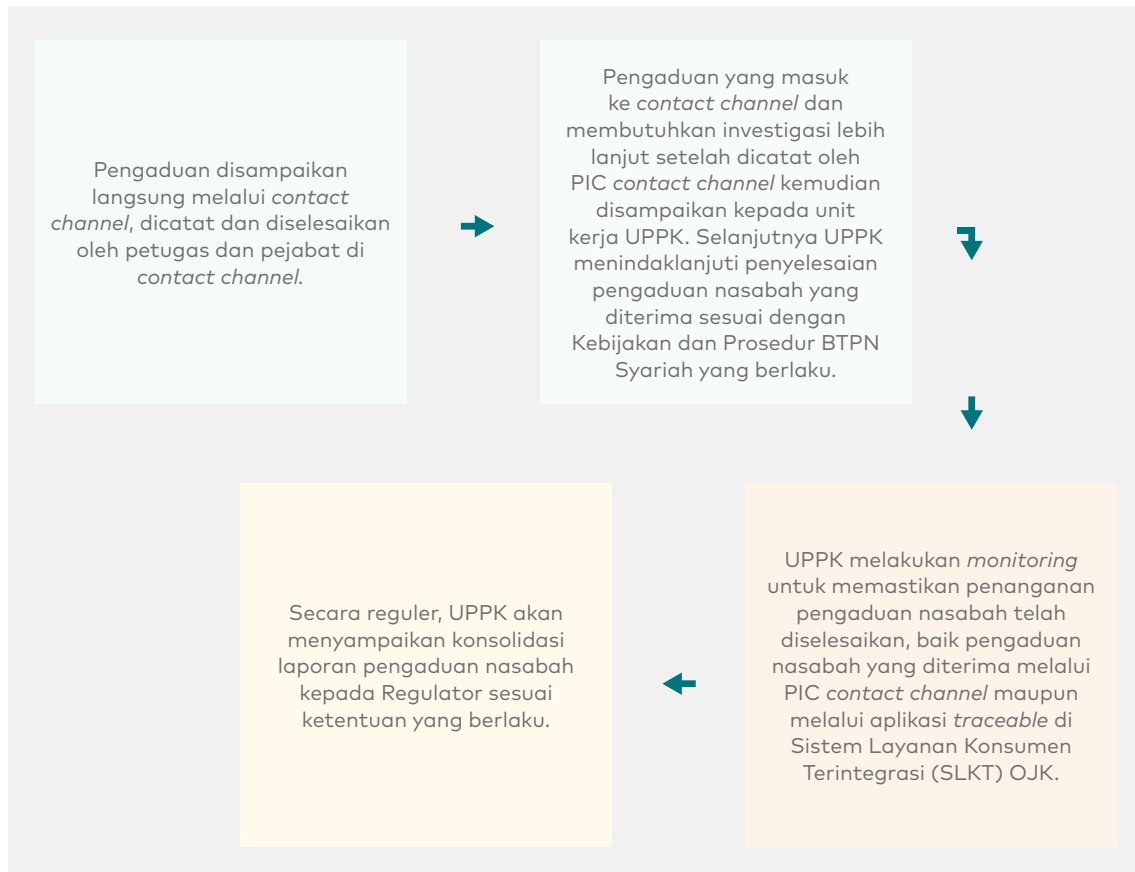 Pengaduan disampaikan
langsung melalui contact
channel, dicatat dan diselesaikan
oleh petugas dan pejabat di
contact channel.
Pengaduan yang masuk
ke contact channel dan
membutuhkan investigasi lebih
lanjut setelah dicatat oleh
PIC contact channel kemudian
disampaikan kepada unit
kerja UPPK. Selanjutnya UPPK
menindaklanjuti penyelesaian
pengaduan nasabah yang
diterima sesuai dengan
Kebijakan dan Prosedur BTPN
Syariah yang berlaku.
UPPK melakukan monitoring
untuk memastikan penanganan
pengaduan nasabah telah
diselesaikan, baik pengaduan
nasabah yang diterima melalui
PIC contact channel maupun
melalui aplikasi traceable di
Sistem Layanan Konsumen
Terintegrasi (SLKT) OJK.
Secara reguler, UPPK akan
menyampaikan konsolidasi
laporan pengaduan nasabah
kepada Regulator sesuai
ketentuan yang berlaku.